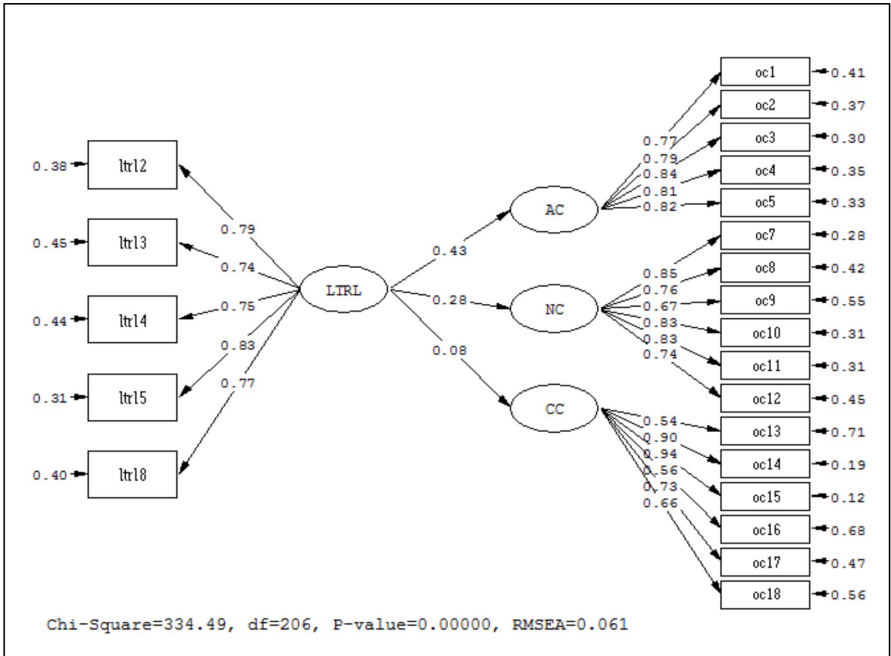 oc1 0.41
oc2 0.37
0.77
oc3 0.30
0.38 ltrl2
0.79
0.84
oc4 0.35
0.81
AC
0.82
oc5 0.33
0.79
oc7 0.28
0.45 ltrl3
0.43
0.85
oc8 0.42
0.74
0.76
LTRL
0.28
0.67
oc9 0.55
0.75
NC
0.83
0.44 ltrl4
oc10 0.31
0.83
0.83
0.08
0.74
oc11 0.31
0.77
0.31 ltrl5
oc12 0.45
CC
0.54
oc13 0.71
0.90
0.94
oc14 0.19
0.56
0.40 ltrl8
0.73
oc15 0.12
0.66
oc16 0.68
oc17 0.47
oc18 0.56
Chi-Square=334.49, df=206, P-value=0.00000, RMSEA=0.061